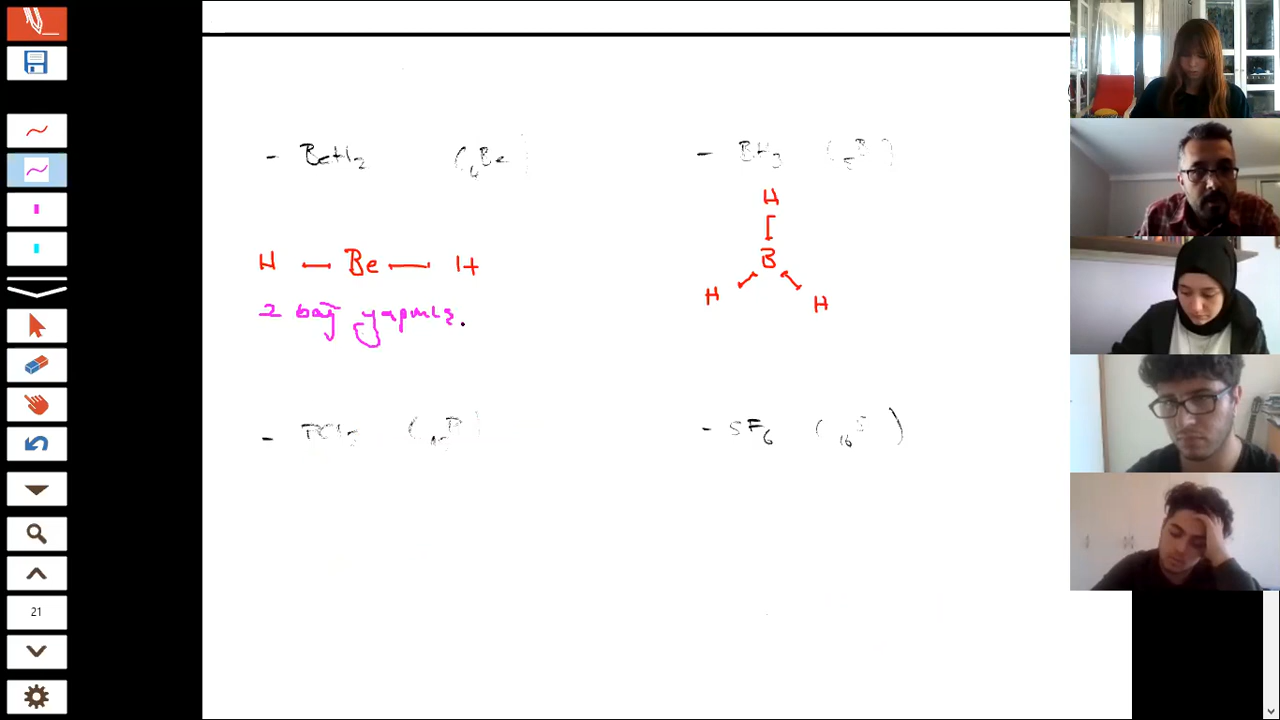 - BeH₂ (₄Be)
H — Be — H
2 bağ yapmış.
- BH₃ (₅B)
H
B
H H
- PCl₅ (₁₅P)
- SF₆ (₁₆S)
21